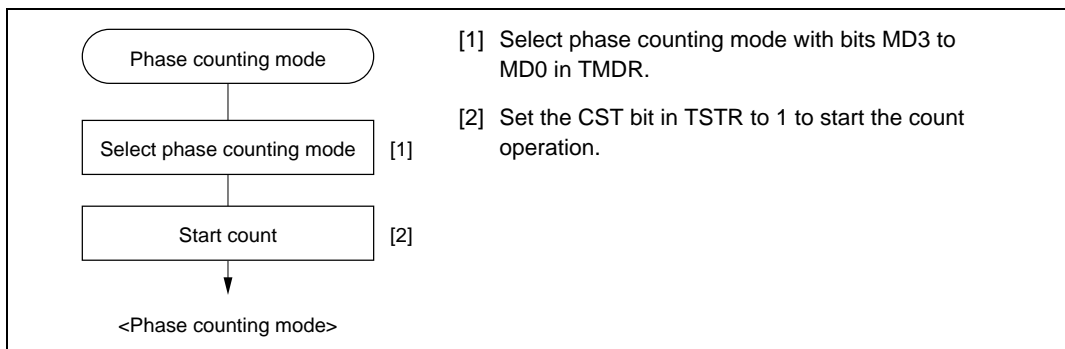 Phase counting mode
Select phase counting mode [1]
Start count [2]
<Phase counting mode>
[1] Select phase counting mode with bits MD3 to
MD0 in TMDR.
[2] Set the CST bit in TSTR to 1 to start the count
operation.